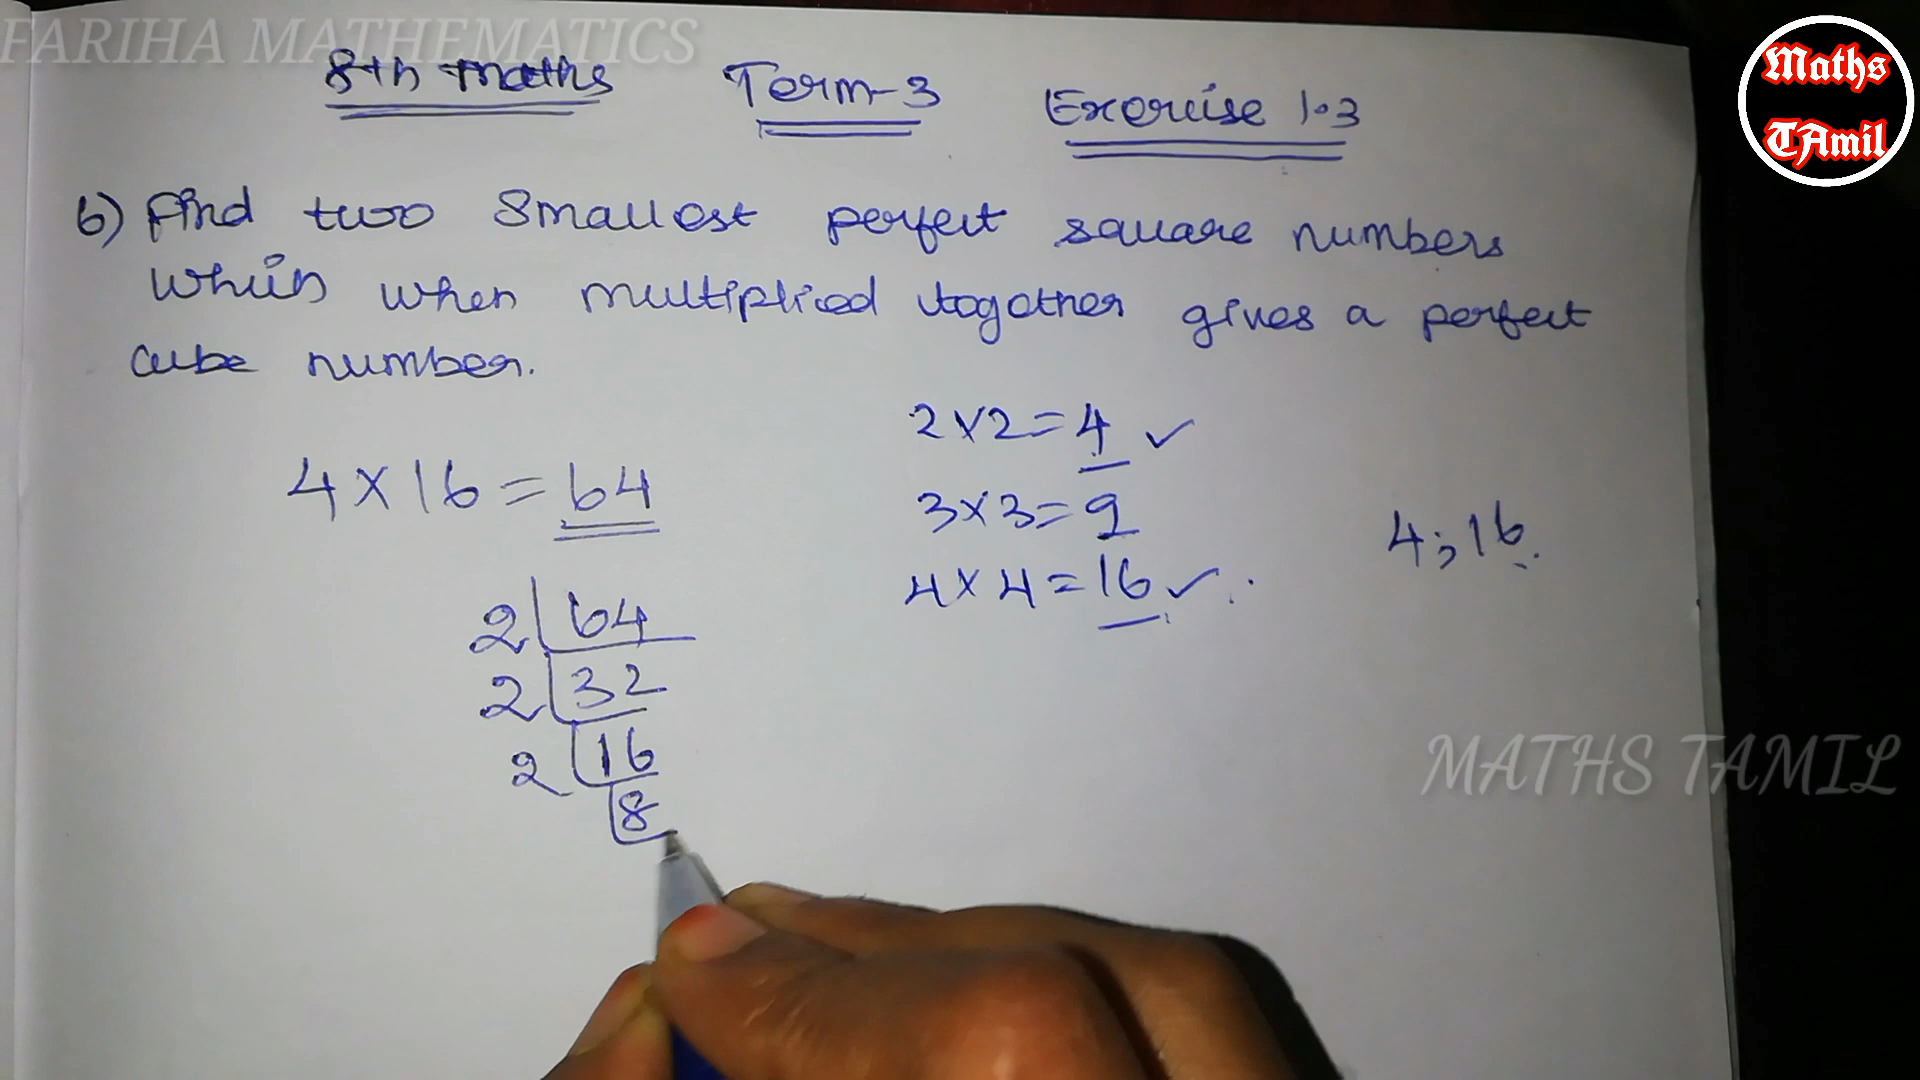 FARIHA MATHEMATICS
Maths
TAmil
8th maths Term-3 Exercise 1.3
6) Find two smallest perfect square numbers
which when multiplied together gives a perfect
cube number.
2×2=4 ✓
4×16=64
3×3=9
4;16.
4×4=16 ✓
2 64
2 32
2 16
8
MATHS TAMIL